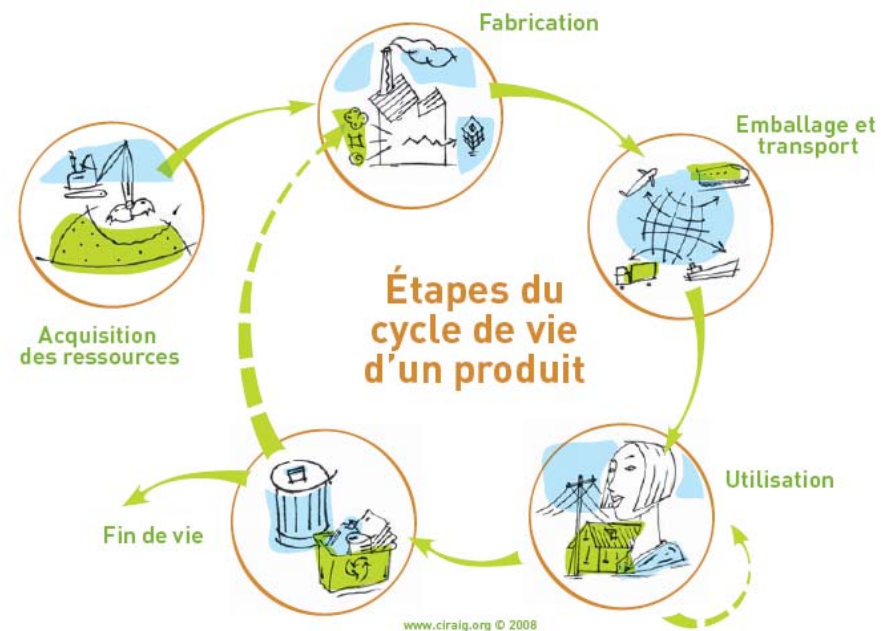 Fabrication
Emballage et
transport
Étapes du
cycle de vie
d'un produit
Acquisition
des ressources
Utilisation
Fin de vie
www.ciraig.org © 2008